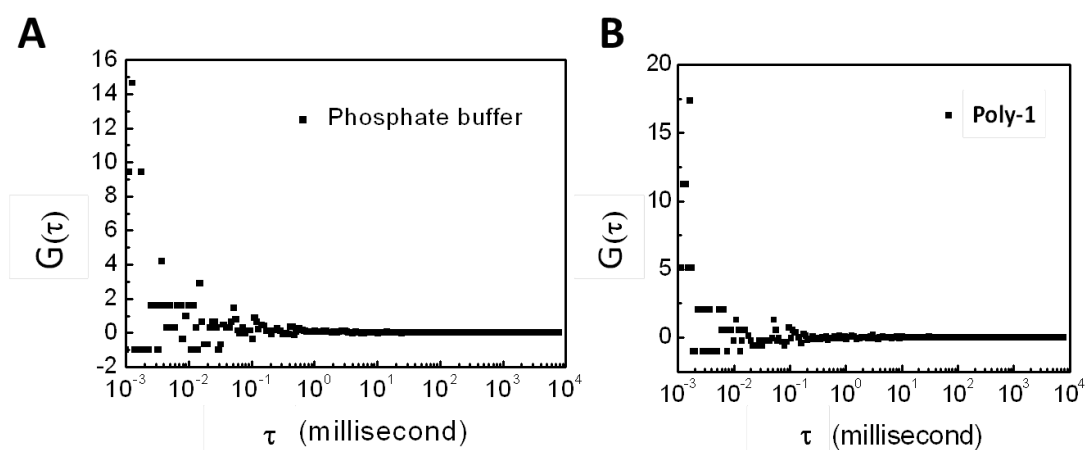 A
16
14
12
10
8
6
4
2
0
-2
G(τ)
Phosphate buffer
10⁻³ 10⁻² 10⁻¹ 10⁰ 10¹ 10² 10³ 10⁴
τ (millisecond)
B
20
15
10
5
0
G(τ)
Poly-1
10⁻³ 10⁻² 10⁻¹ 10⁰ 10¹ 10² 10³ 10⁴
τ (millisecond)